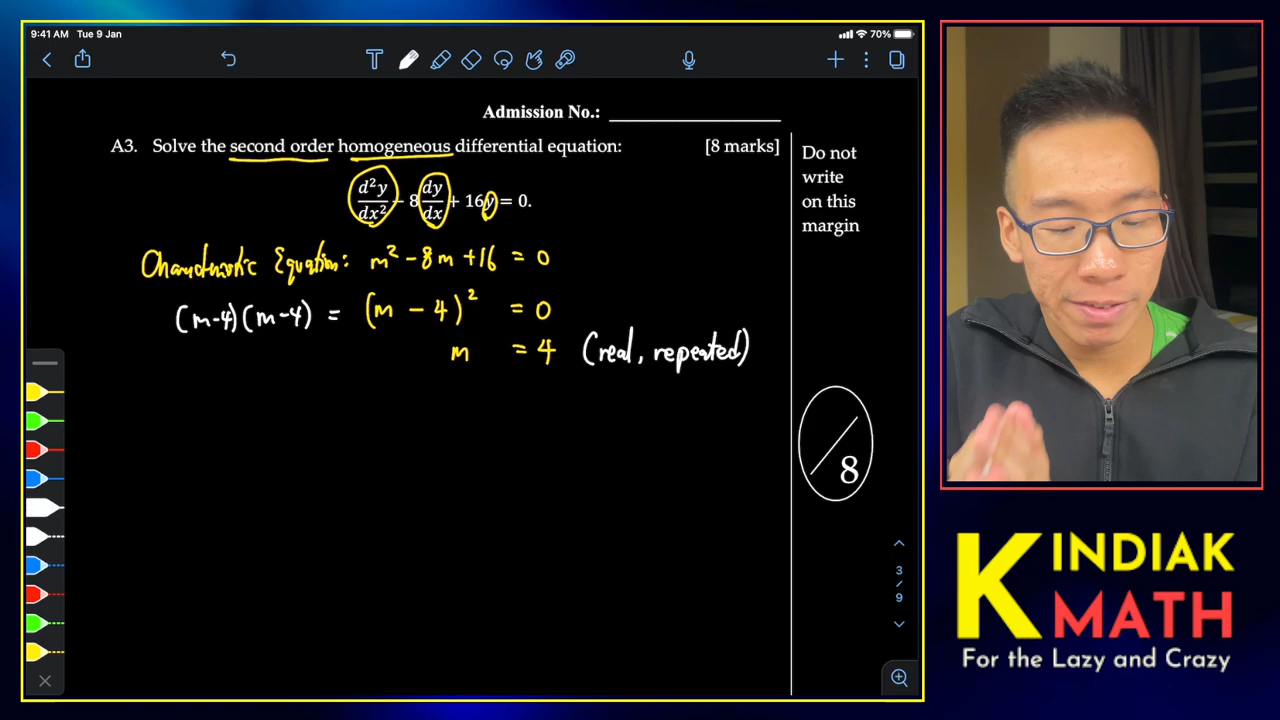 9:41 AM Tue 9 Jan
70%
Admission No.: ____________
A3. Solve the second order homogeneous differential equation: [8 marks]
d²y/dx² − 8 dy/dx + 16y = 0.
Characteristic Equation: m² − 8m + 16 = 0
(m-4)(m-4) = (m − 4)² = 0
m = 4 (real, repeated)
Do not
write
on this
margin
/8
3
/
9
KINDIAK
MATH
For the Lazy and Crazy